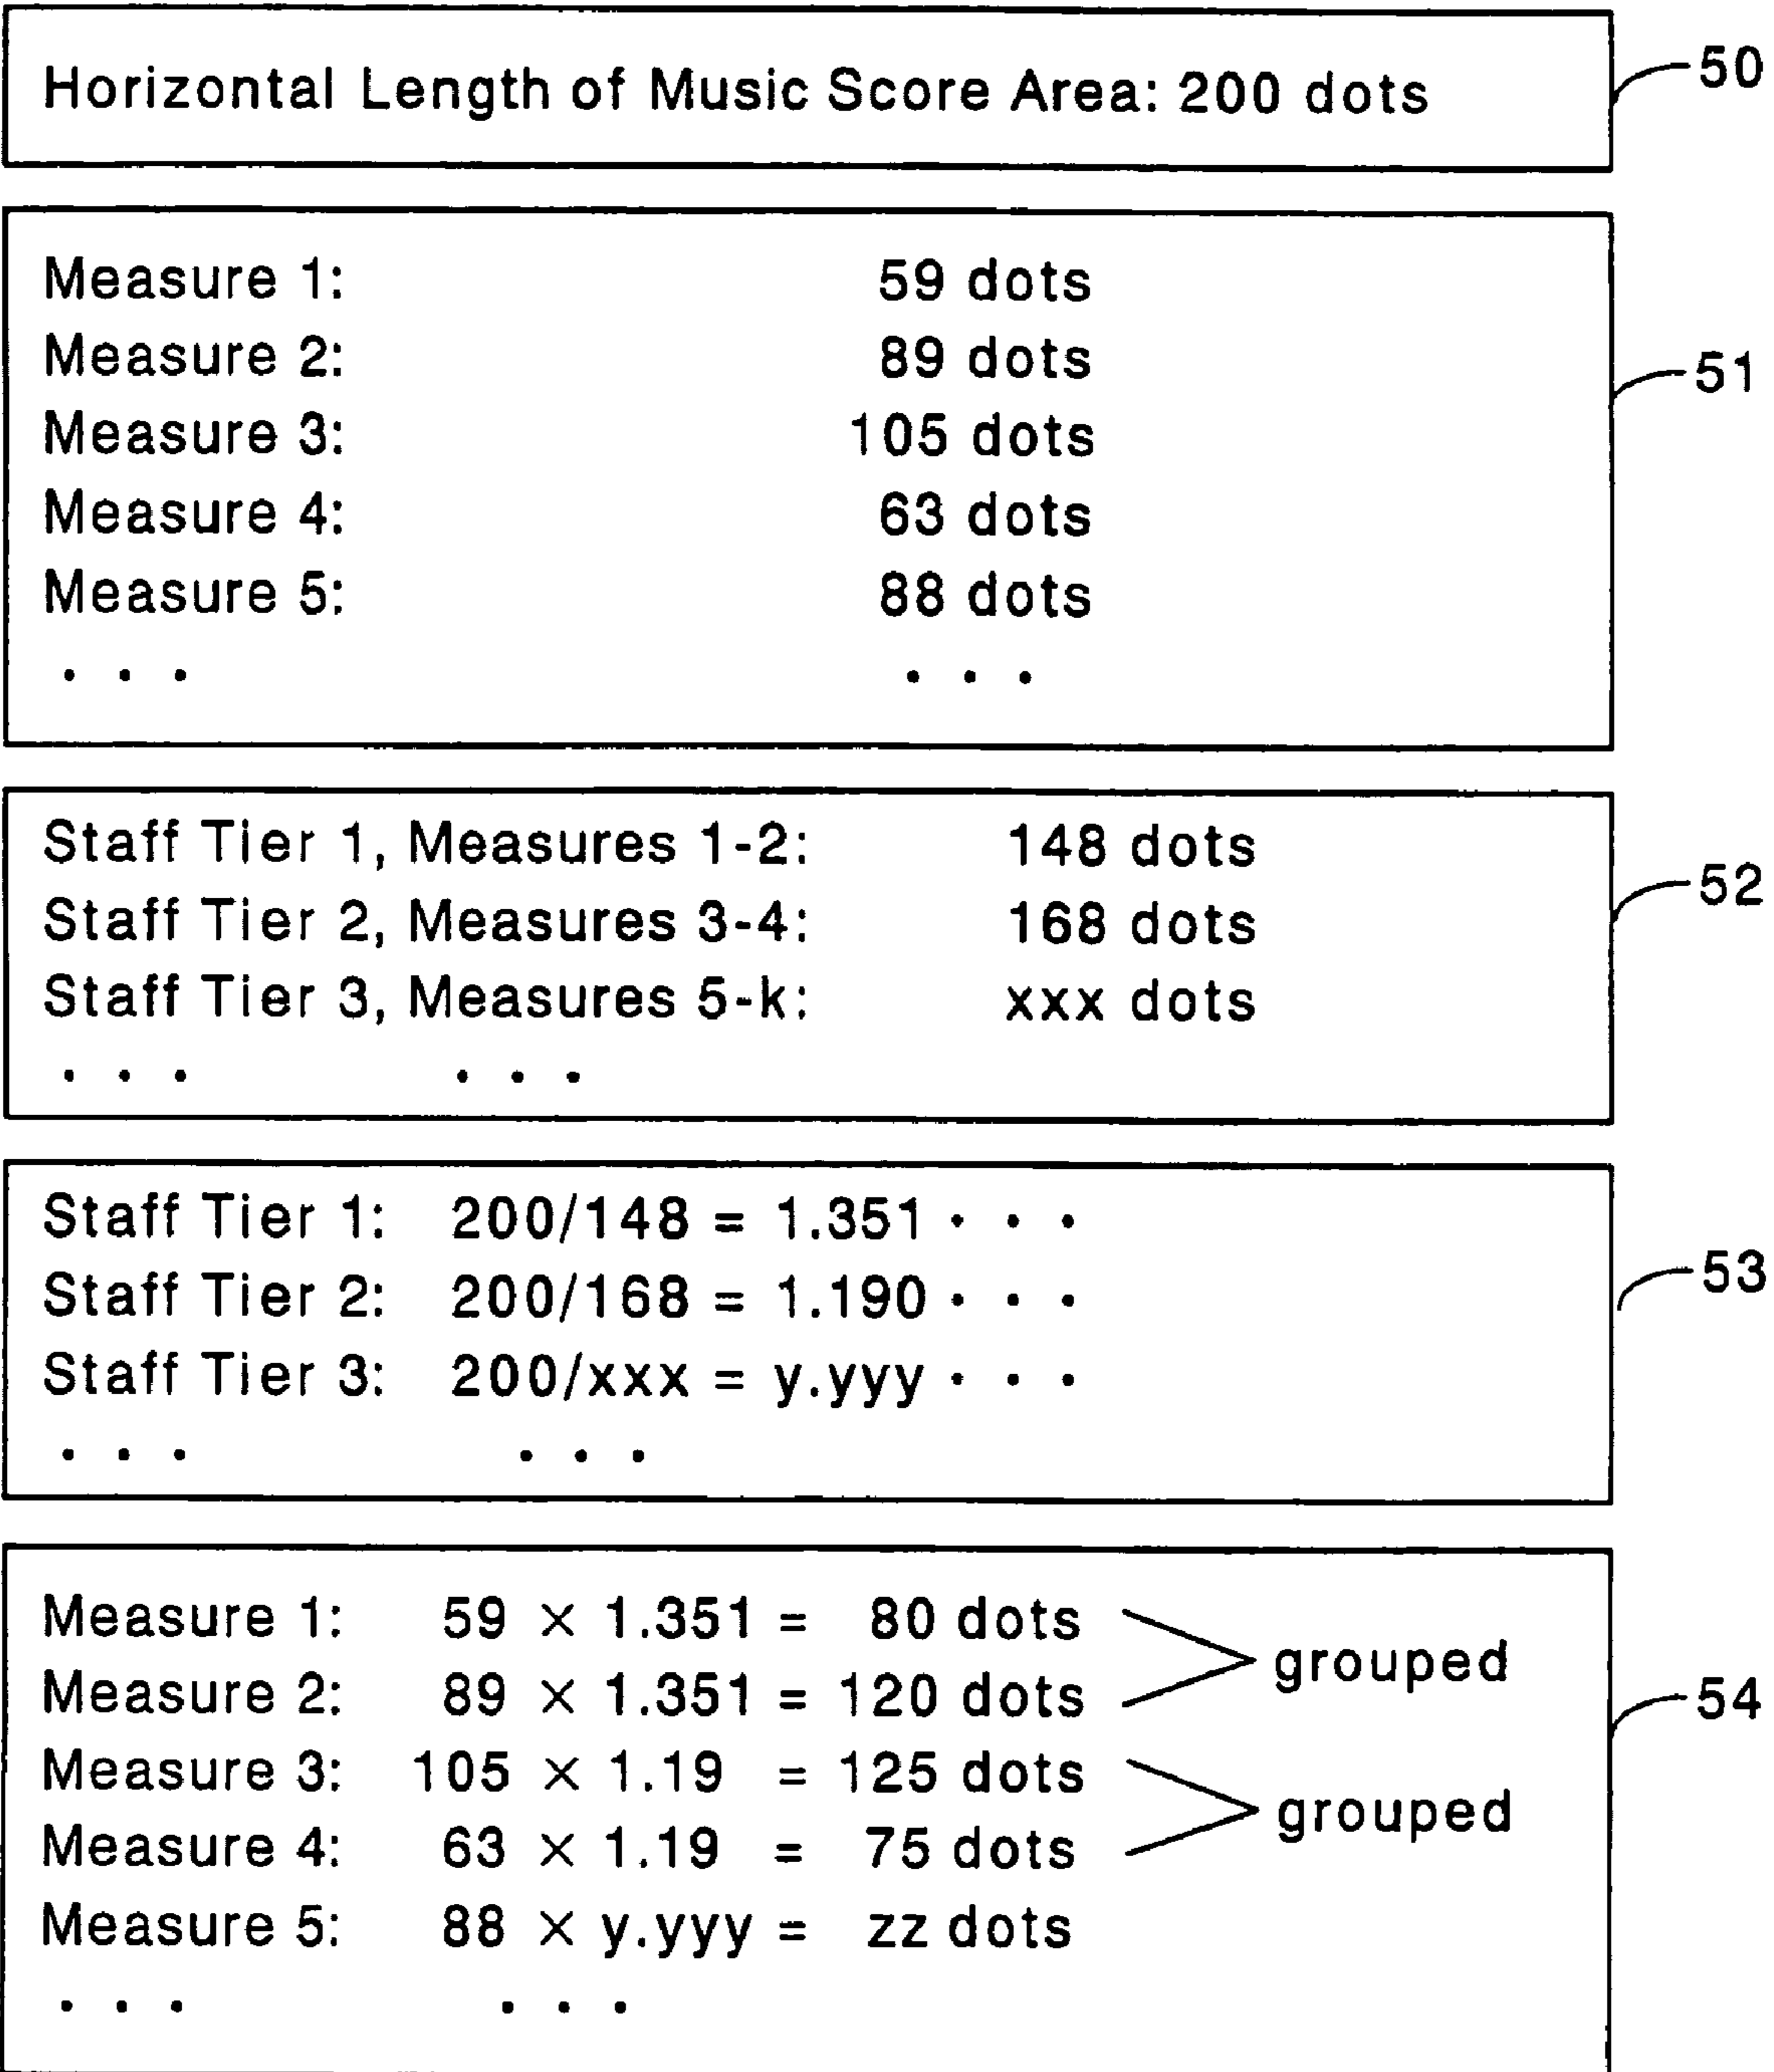 Horizontal Length of Music Score Area: 200 dots
50
Measure 1: 59 dots
Measure 2: 89 dots
Measure 3: 105 dots
Measure 4: 63 dots
Measure 5: 88 dots
· · · · · ·
51
Staff Tier 1, Measures 1-2: 148 dots
Staff Tier 2, Measures 3-4: 168 dots
Staff Tier 3, Measures 5-k: xxx dots
· · · · · ·
52
Staff Tier 1: 200/148 = 1.351 · · ·
Staff Tier 2: 200/168 = 1.190 · · ·
Staff Tier 3: 200/xxx = y.yyy · · ·
· · · · · ·
53
Measure 1: 59 × 1.351 = 80 dots
Measure 2: 89 × 1.351 = 120 dots
grouped
Measure 3: 105 × 1.19 = 125 dots
Measure 4: 63 × 1.19 = 75 dots
grouped
Measure 5: 88 × y.yyy = zz dots
· · · · · ·
54